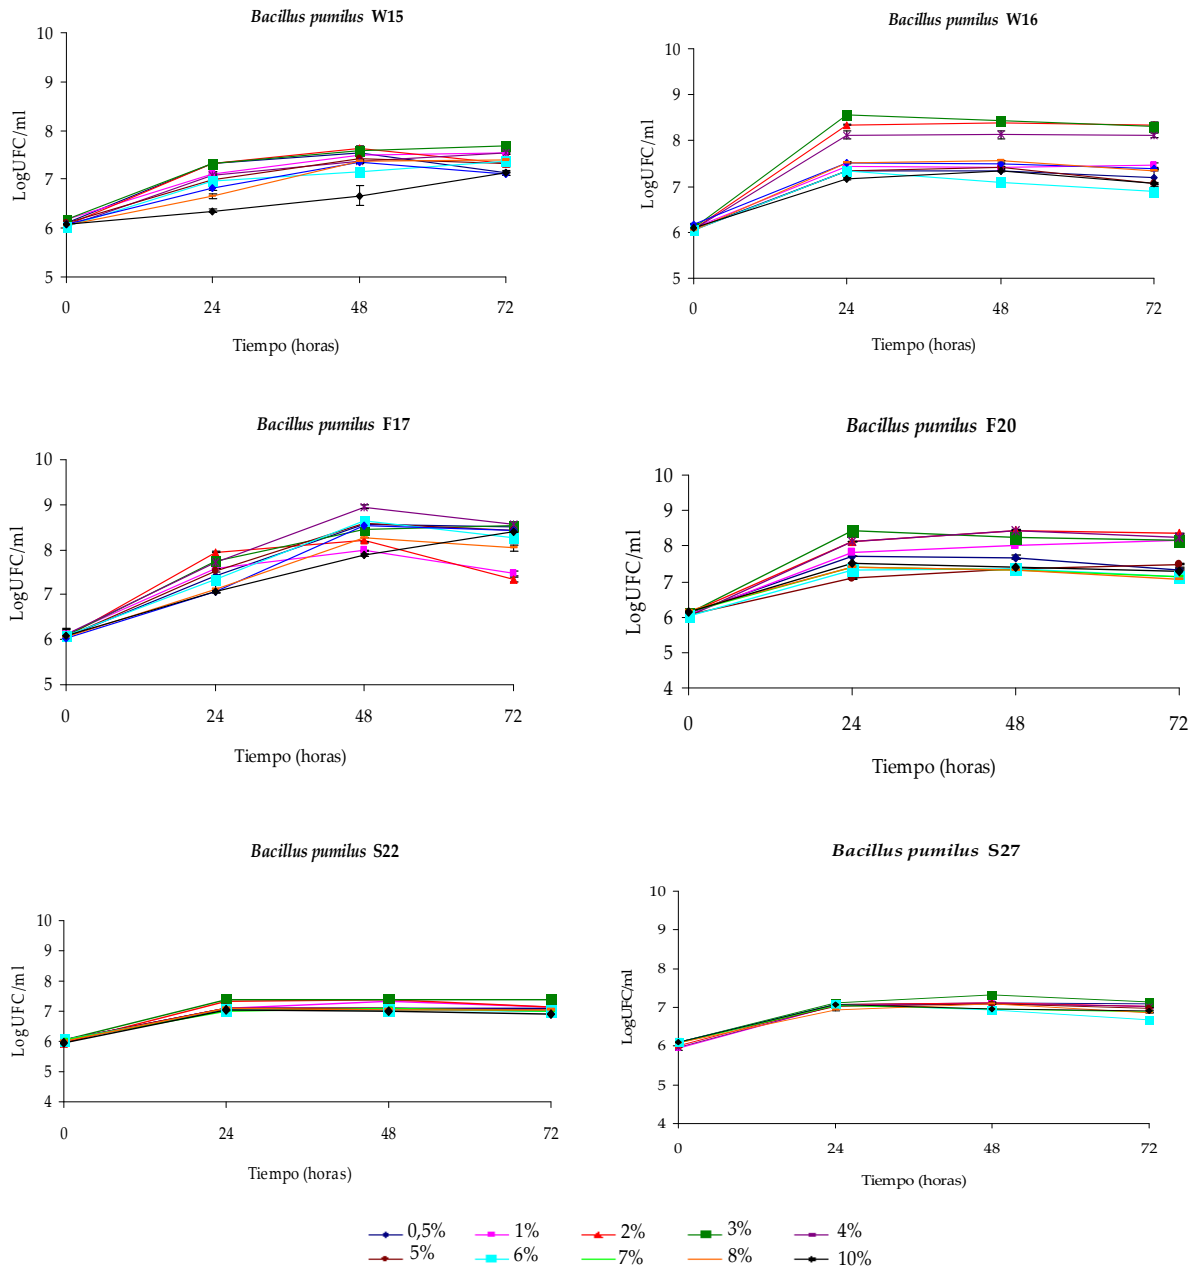 Bacillus pumilus W15
10
9
8
7
6
5
LogUFC/ml
0 24 48 72
Tiempo (horas)
Bacillus pumilus W16
10
9
8
7
6
5
LogUFC/ml
0 24 48 72
Tiempo (horas)
Bacillus pumilus F17
10
9
8
7
6
5
LogUFC/ml
0 24 48 72
Tiempo (horas)
Bacillus pumilus F20
10
9
8
7
6
5
4
LogUFC/ml
0 24 48 72
Tiempo (horas)
Bacillus pumilus S22
10
9
8
7
6
5
4
LogUFC/ml
0 24 48 72
Tiempo (horas)
Bacillus pumilus S27
10
9
8
7
6
5
4
LogUFC/ml
0 24 48 72
Tiempo (horas)
0,5% 1% 2% 3% 4%
5% 6% 7% 8% 10%